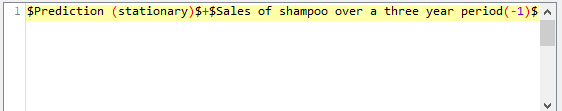 1 $Prediction (stationary)$+$Sales of shampoo over a three year period(-1)$